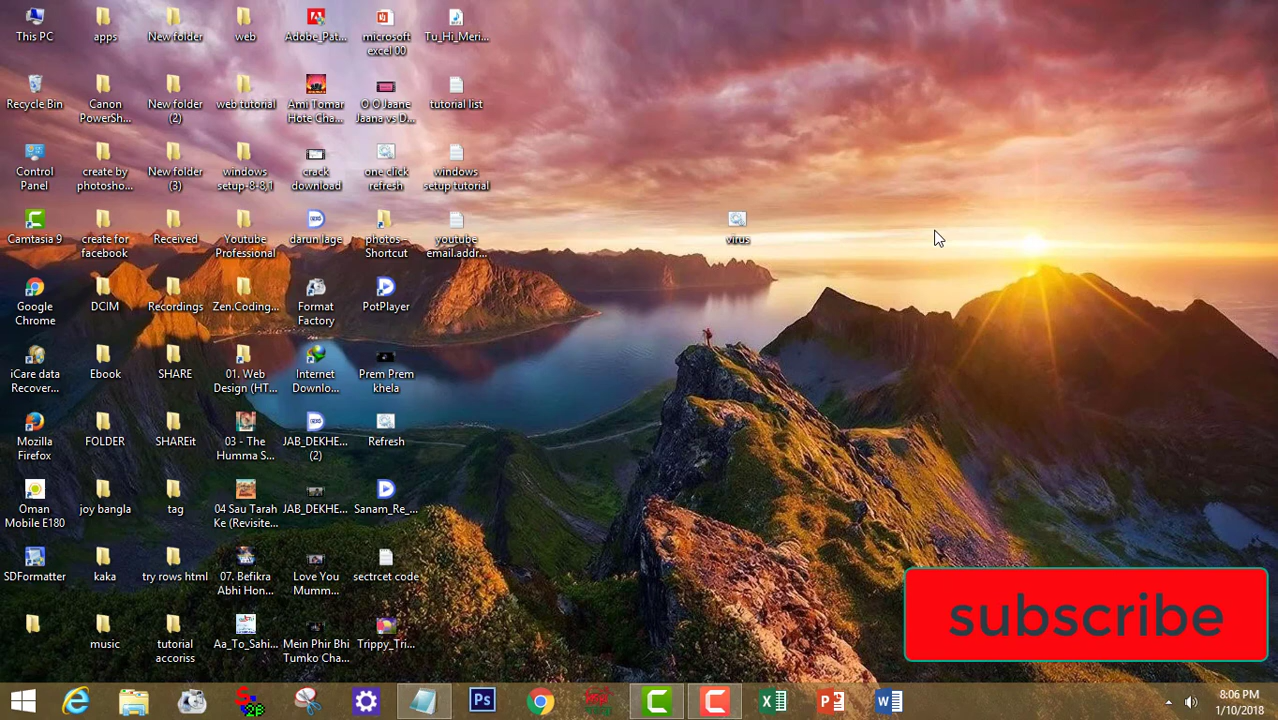 This PC
apps
New folder
web
Adobe_Pat...
microsoft
excel 00
Tu_Hi_Meri...
Recycle Bin
Canon
PowerSh...
New folder
(2)
web tutorial
Ami Tomar
Hote Cha...
O O Jaane
Jaana vs D...
tutorial list
Control
Panel
create by
photosho...
New folder
(3)
windows
setup-8-8,1
crack
download
one click
refresh
windows
setup tutorial
Camtasia 9
create for
facebook
Received
Youtube
Professional
darun lage
photos -
Shortcut
youtube
email.addr...
virus
Google
Chrome
DCIM
Recordings
Zen.Coding...
Format
Factory
PotPlayer
iCare data
Recover...
Ebook
SHARE
01. Web
Design (HT...
Internet
Downlo...
Prem Prem
khela
Mozilla
Firefox
FOLDER
SHAREit
03 - The
Humma S...
JAB_DEKHE...
(2)
Refresh
Oman
Mobile E180
joy bangla
tag
04 Sau Tarah
Ke (Revisite...
JAB_DEKHE...
Sanam_Re_...
SDFormatter
kaka
try rows html
07. Befikra
Abhi Hon...
Love You
Mumm...
sectrcet code
music
tutorial
accoriss
Aa_To_Sahi...
Mein Phir Bhi
Tumko Cha...
Trippy_Tri...
subscribe
Ps
8:06 PM
1/10/2018